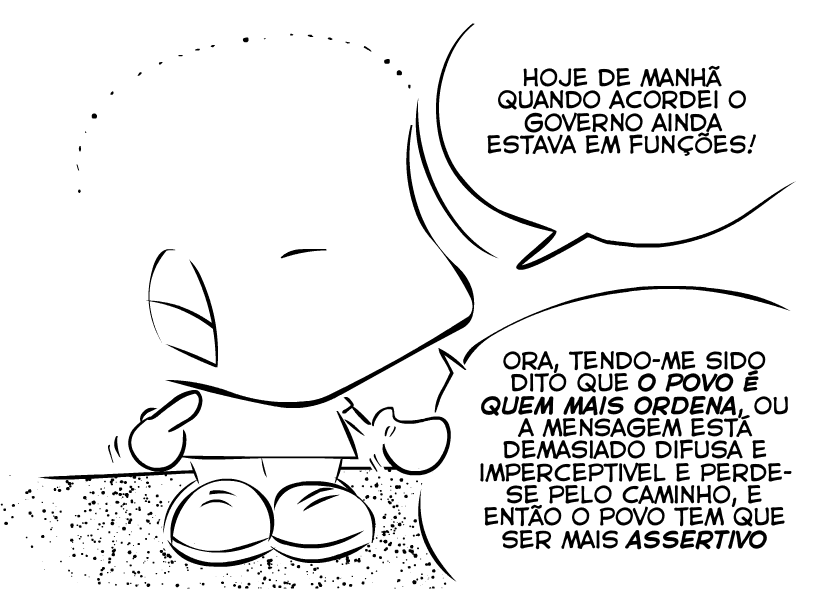 HOJE DE MANHÃ
QUANDO ACORDEI O
GOVERNO AINDA
ESTAVA EM FUNÇÕES!
ORA, TENDO-ME SIDO
DITO QUE O POVO É
QUEM MAIS ORDENA, OU
A MENSAGEM ESTÁ
DEMASIADO DIFUSA E
IMPERCEPTIVEL E PERDE-
SE PELO CAMINHO, E
ENTÃO O POVO TEM QUE
SER MAIS ASSERTIVO